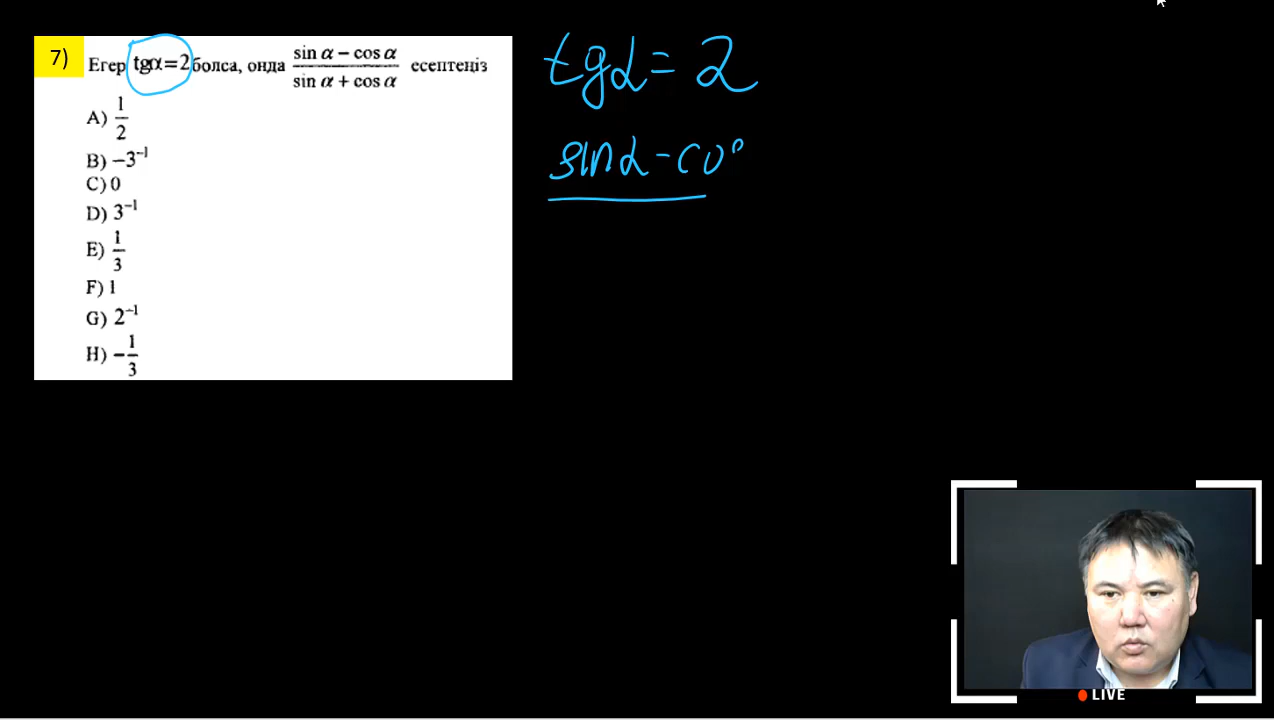 7) Егер tgα=2 болса, онда (sin α − cos α)/(sin α + cos α) есептеңіз
A) 1/2
B) −3⁻¹
C) 0
D) 3⁻¹
E) 1/3
F) 1
G) 2⁻¹
H) −1/3
tgα = 2
sinα −
LIVE